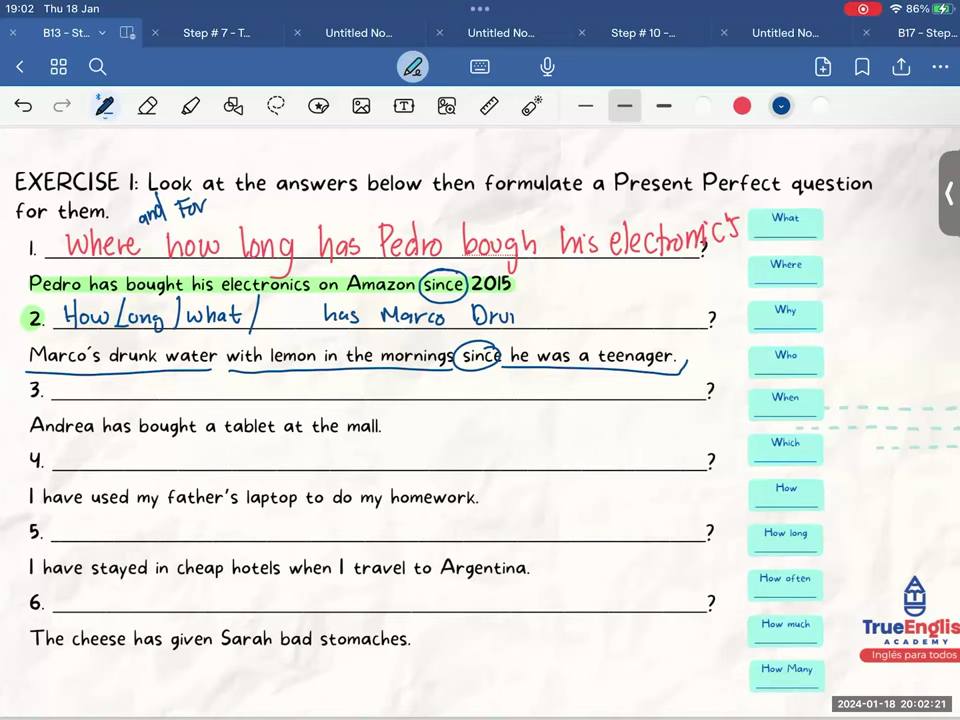 19:02 Thu 18 Jan
86%
B13 - St...
Step # 7 - T...
Untitled No...
Untitled No...
Step # 10 -...
Untitled No...
B17 - Step...
EXERCISE 1: Look at the answers below then formulate a Present Perfect question
for them.
and For
1. Where how long has Pedro bough his electronics?
Pedro has bought his electronics on Amazon since 2015
2. How Long / what / has Marco Drun ?
Marco's drunk water with lemon in the mornings since he was a teenager.
3. ?
Andrea has bought a tablet at the mall.
4. ?
I have used my father's laptop to do my homework.
5. ?
I have stayed in cheap hotels when I travel to Argentina.
6. ?
The cheese has given Sarah bad stomaches.
What
Where
Why
Who
When
Which
How
How long
How often
How much
How Many
TrueEnglis
ACADEMY
Inglés para todos
2024-01-18 20:02:21